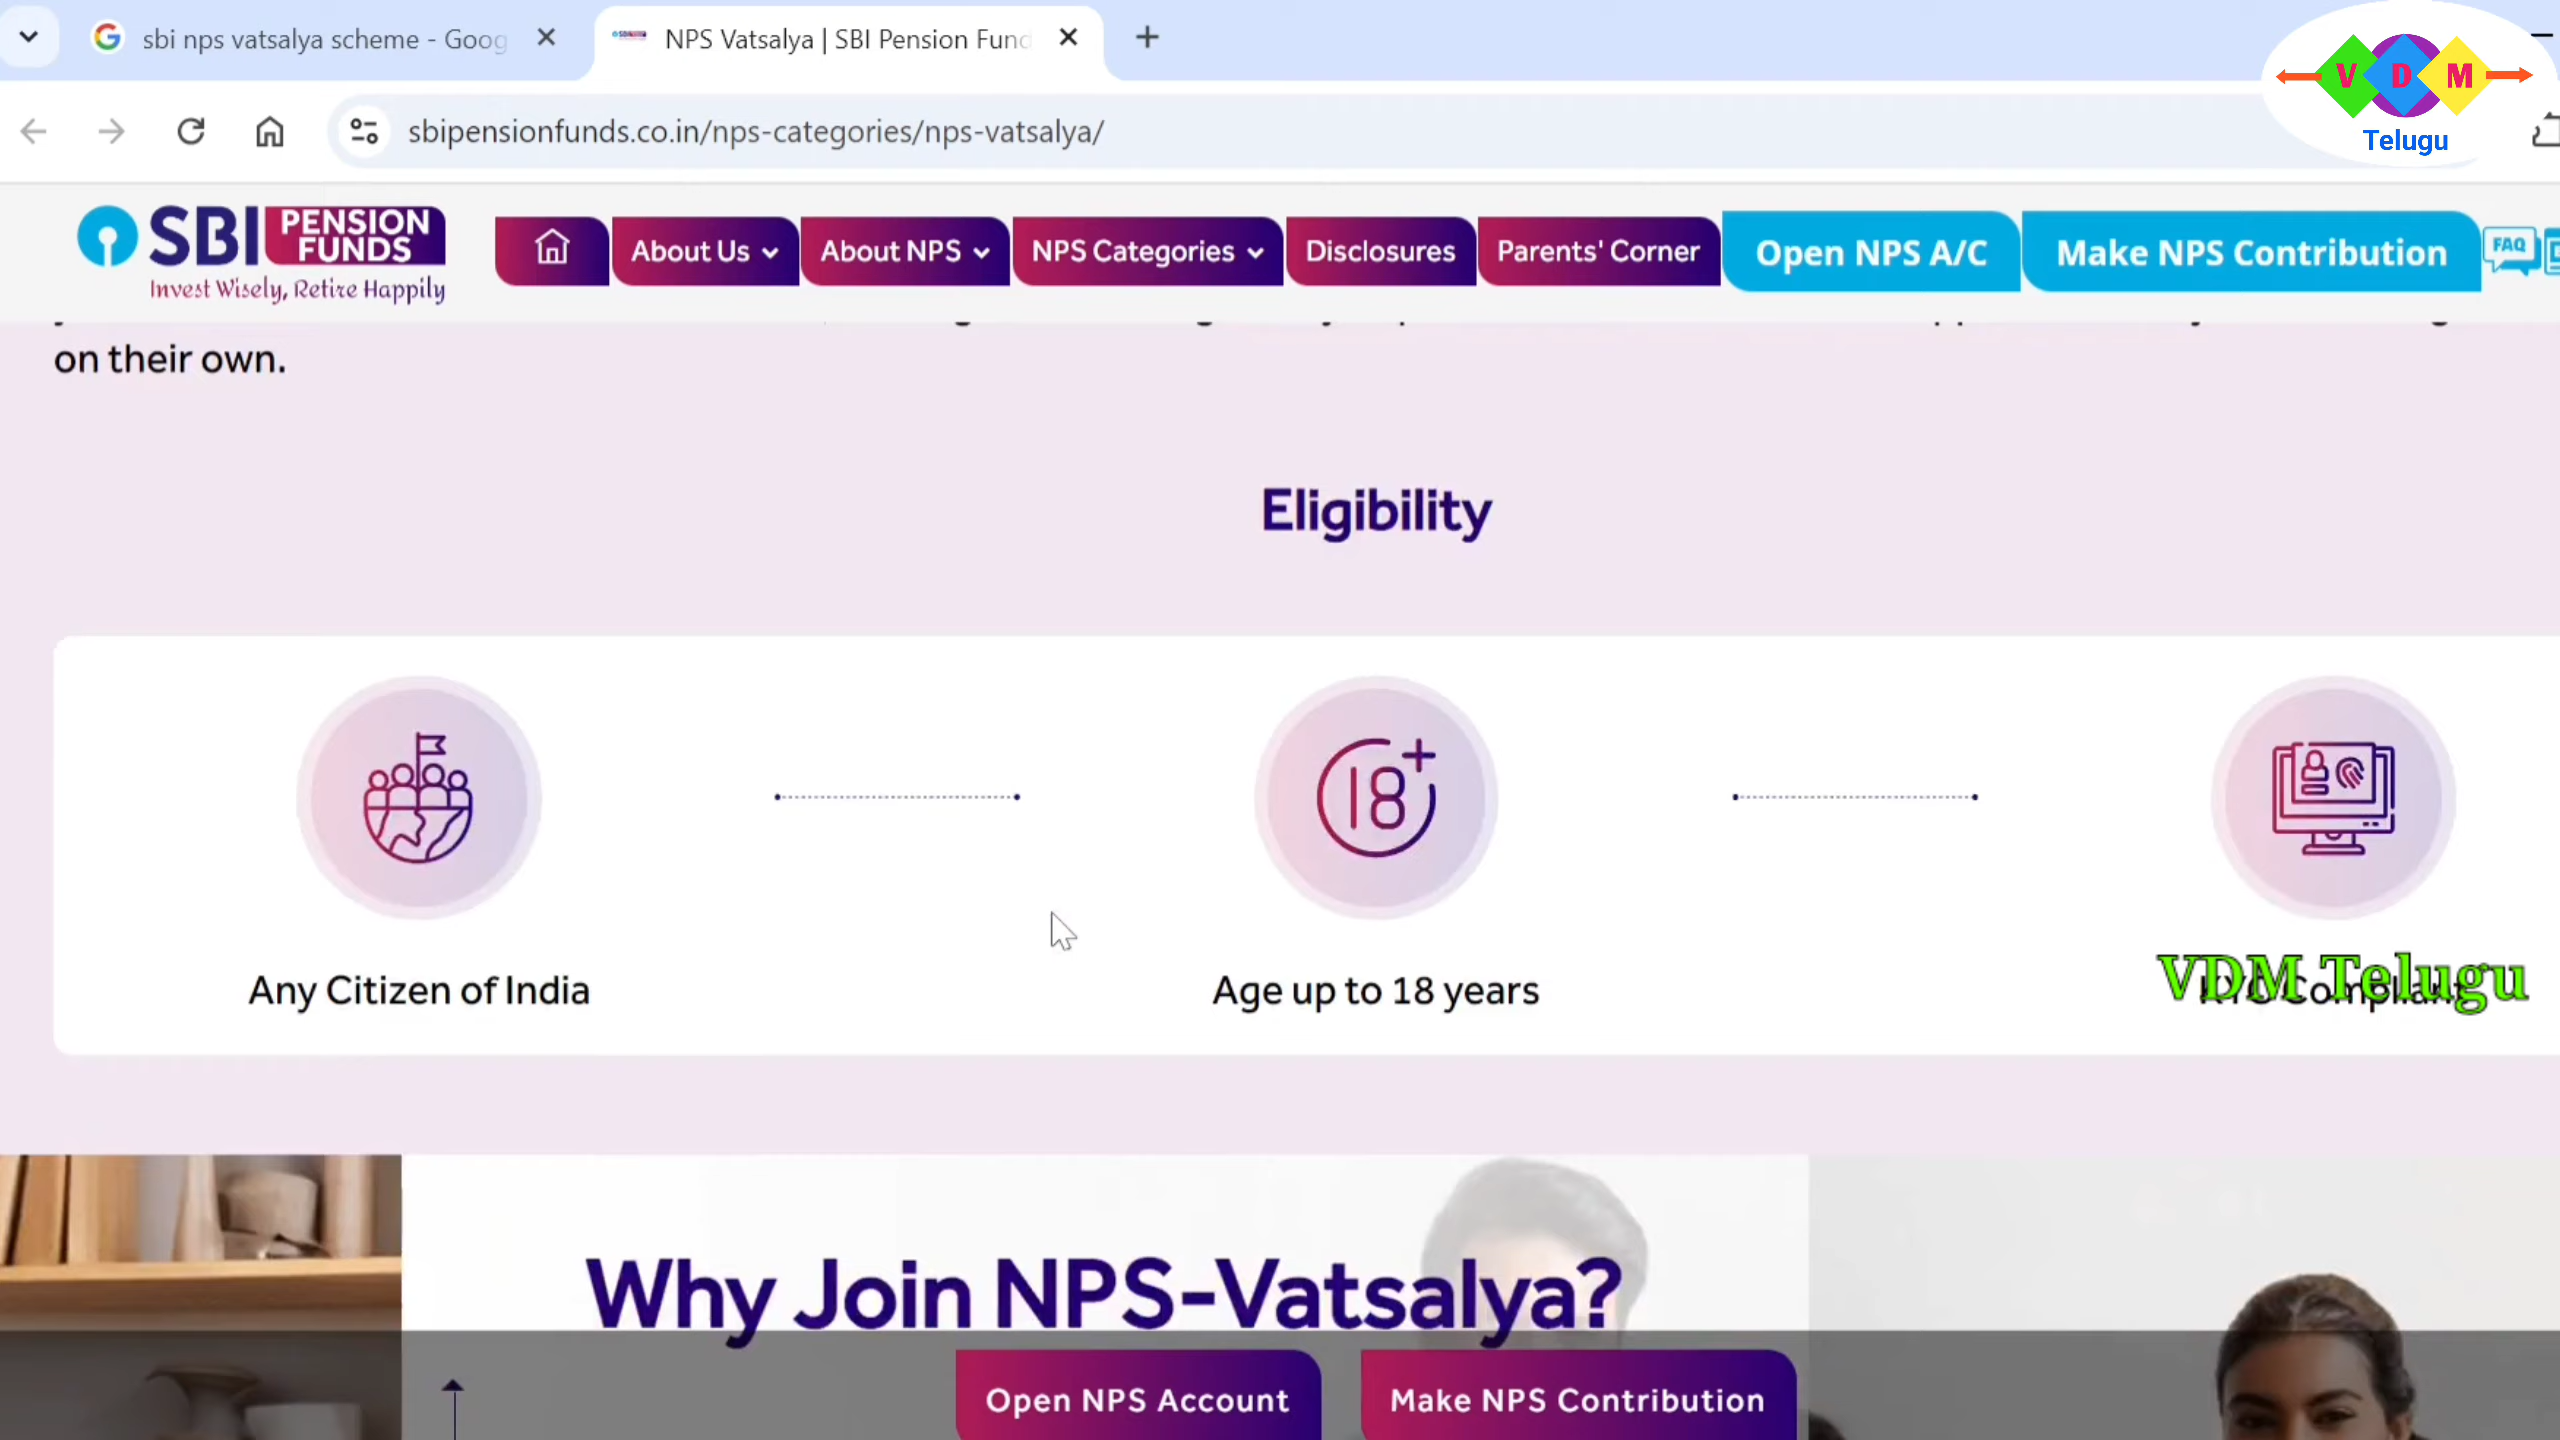 sbi nps vatsalya scheme - Goog
NPS Vatsalya | SBI Pension Fund
V D M
Telugu
sbipensionfunds.co.in/nps-categories/nps-vatsalya/
SBI PENSION FUNDS
Invest Wisely, Retire Happily
About Us
About NPS
NPS Categories
Disclosures
Parents' Corner
Open NPS A/C
Make NPS Contribution
FAQ
on their own.
Eligibility
18+
Any Citizen of India
Age up to 18 years
KYC Compliant
VDM Telugu
Why Join NPS-Vatsalya?
Open NPS Account
Make NPS Contribution